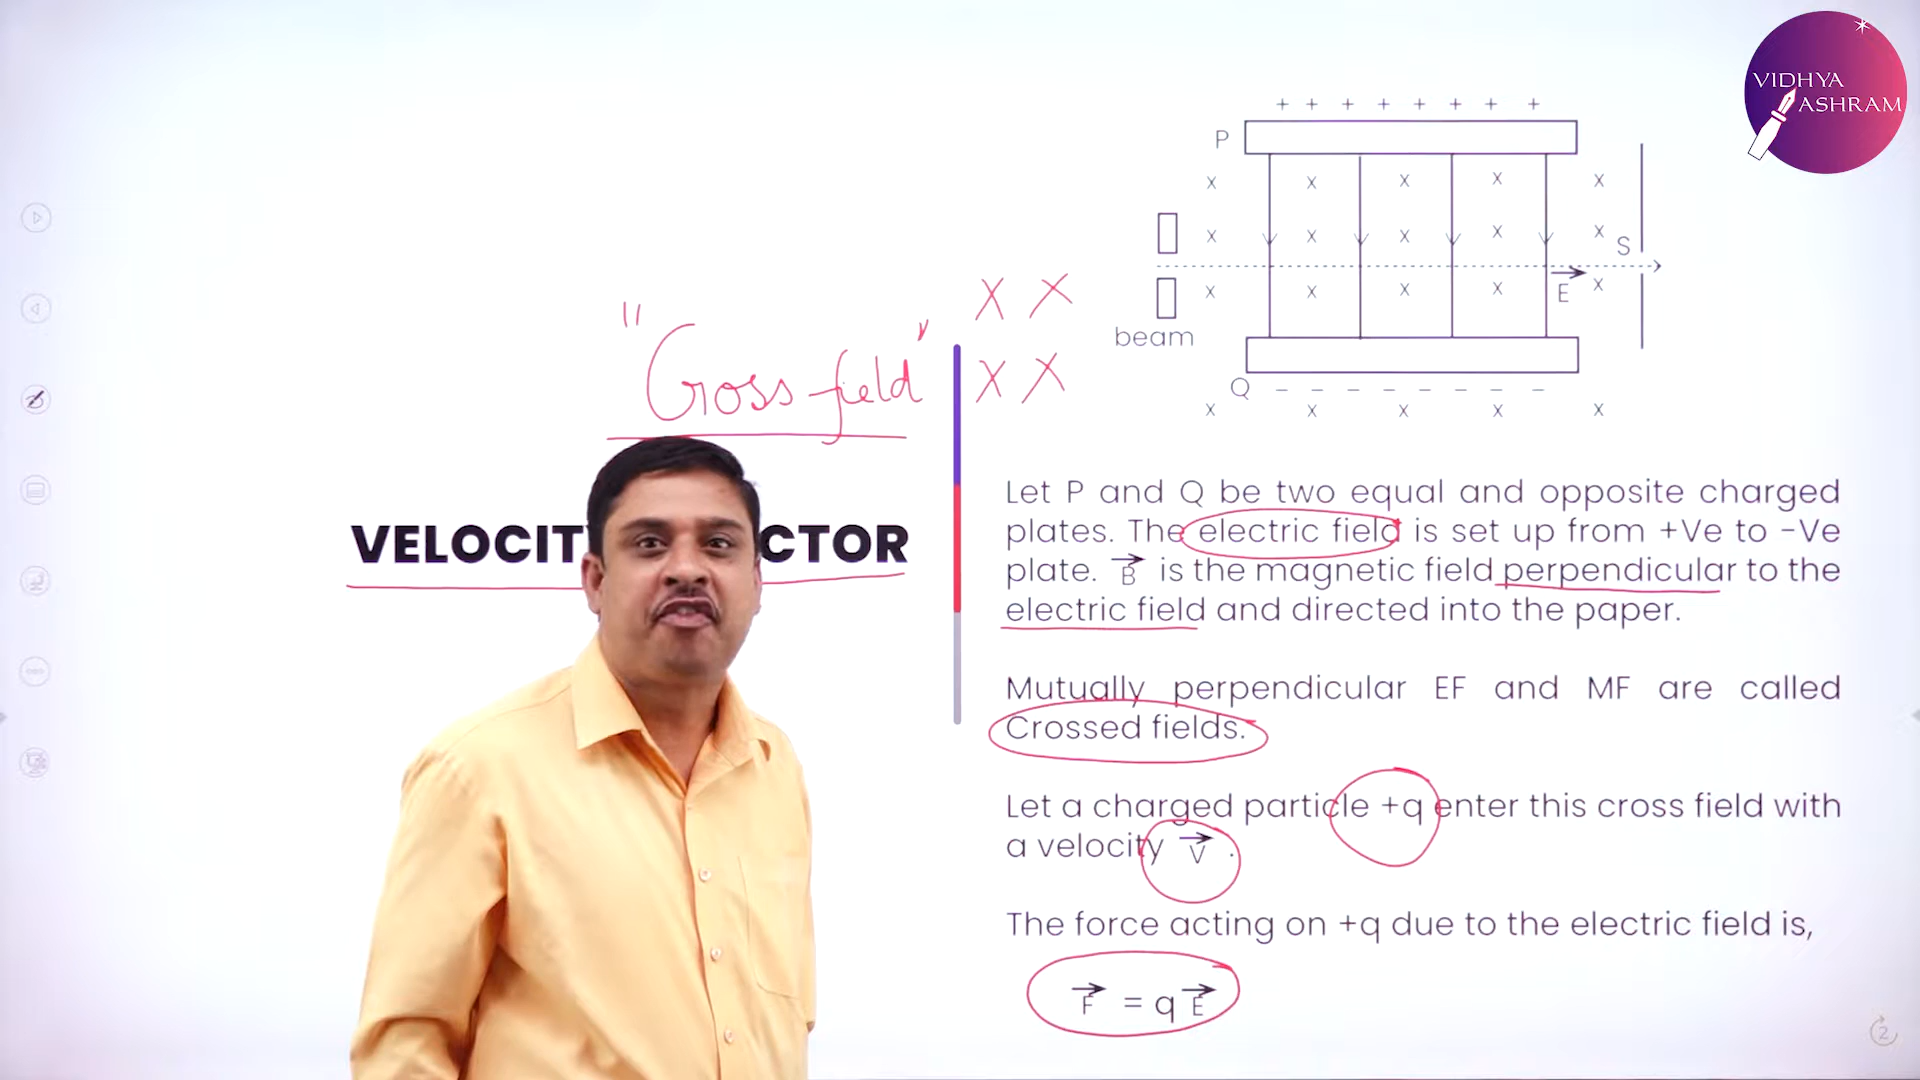 VIDHYA
ASHRAM
+ + + + + + + +
P
x x x x x
x x x x x
S
x x x x x
E
beam
Q - - - - - - - -
x x x x x
X X
"Cross field" X X
VELOCIT CTOR
Let P and Q be two equal and opposite charged
plates. The electric field is set up from +Ve to -Ve
plate. B is the magnetic field perpendicular to the
electric field and directed into the paper.
Mutually perpendicular EF and MF are called
Crossed fields.
Let a charged particle +q enter this cross field with
a velocity V .
The force acting on +q due to the electric field is,
F = q E
2